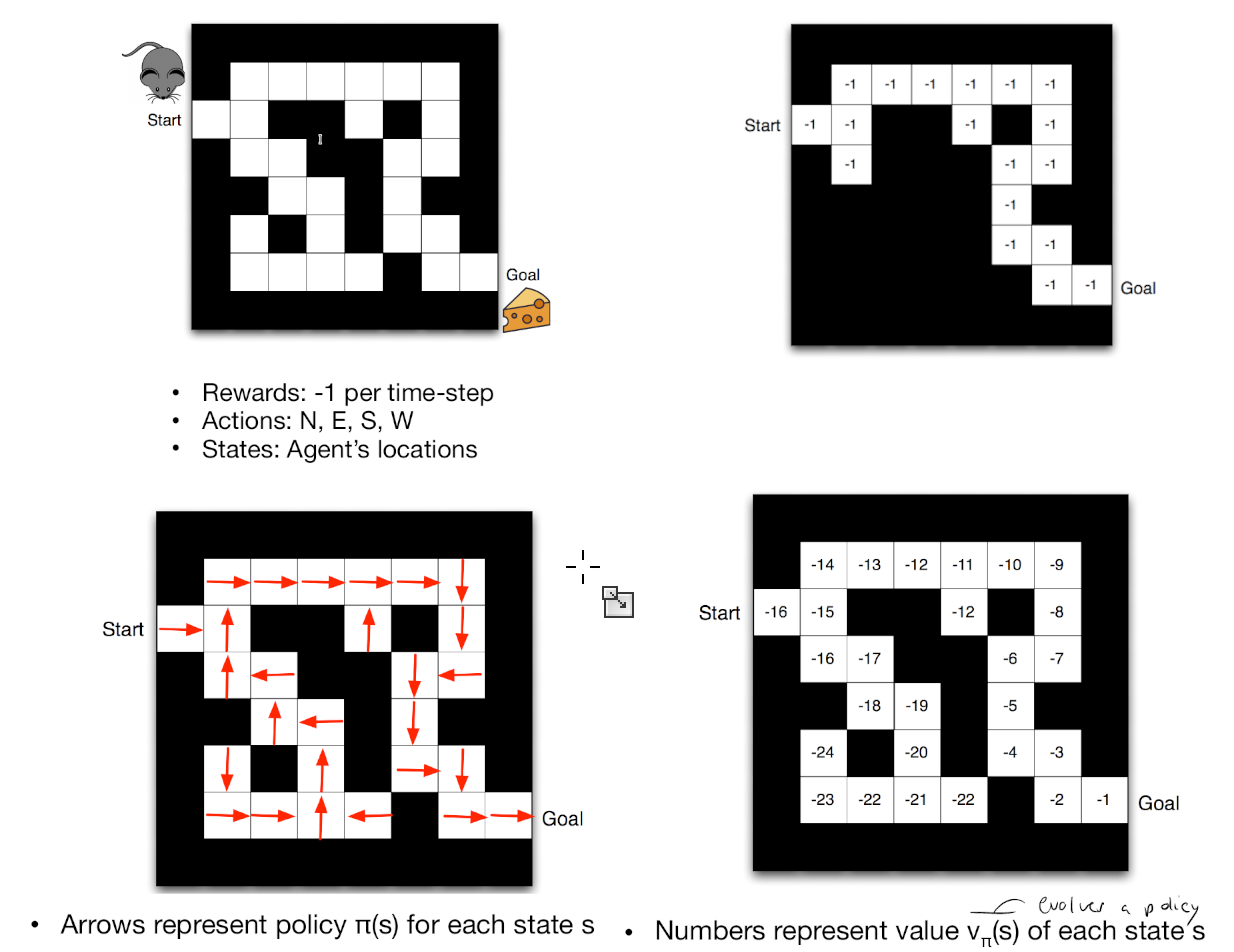 Start
Goal
• Rewards: -1 per time-step
• Actions: N, E, S, W
• States: Agent's locations
-1 -1 -1 -1 -1 -1
Start -1 -1 -1 -1
-1 -1 -1
-1
-1 -1
-1 -1 Goal
Start
Goal
• Arrows represent policy π(s) for each state s
-14 -13 -12 -11 -10 -9
Start -16 -15 -12 -8
-16 -17 -6 -7
-18 -19 -5
-24 -20 -4 -3
-23 -22 -21 -22 -2 -1 Goal
a policy
• Numbers represent value vπ(s) of each state s